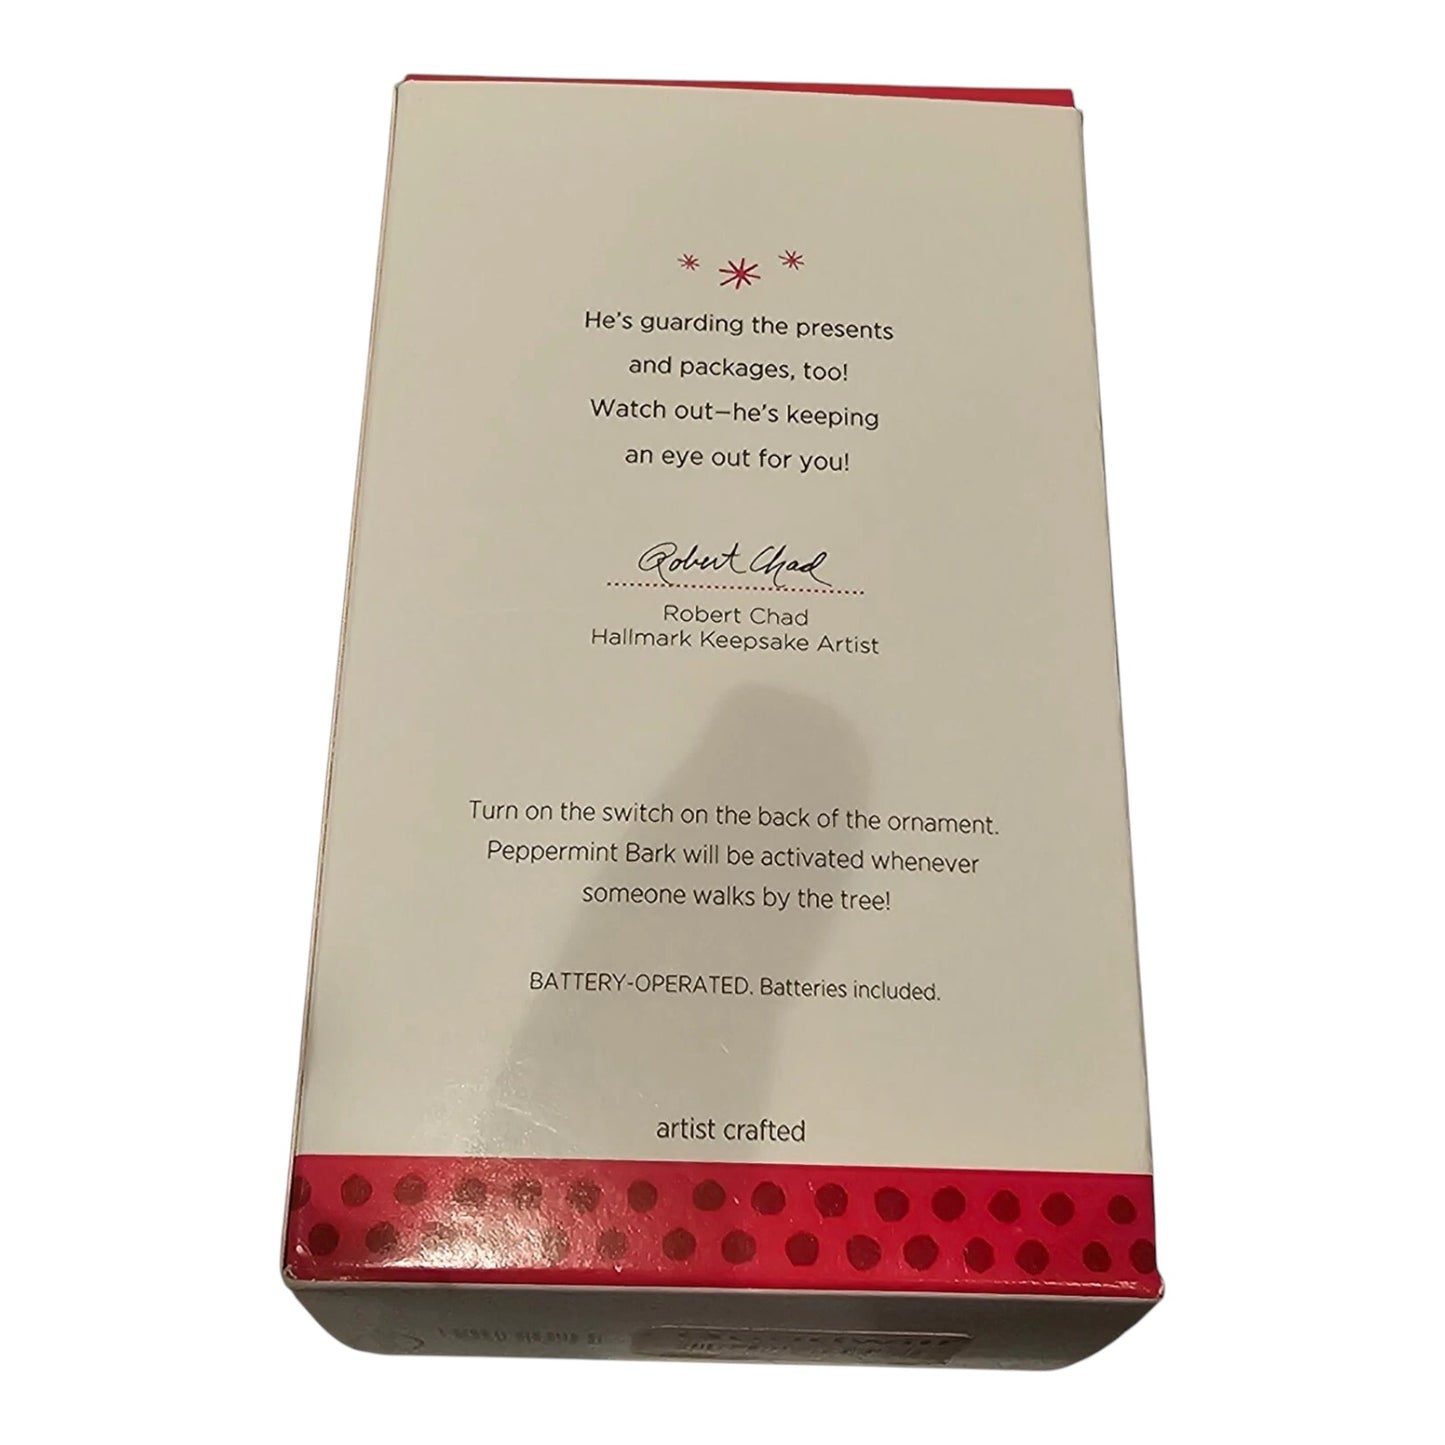 He's guarding the presents
and packages, too!
Watch out—he's keeping
an eye out for you!
Robert Chad
Robert Chad
Hallmark Keepsake Artist
Turn on the switch on the back of the ornament.
Peppermint Bark will be activated whenever
someone walks by the tree!
BATTERY-OPERATED. Batteries included.
artist crafted